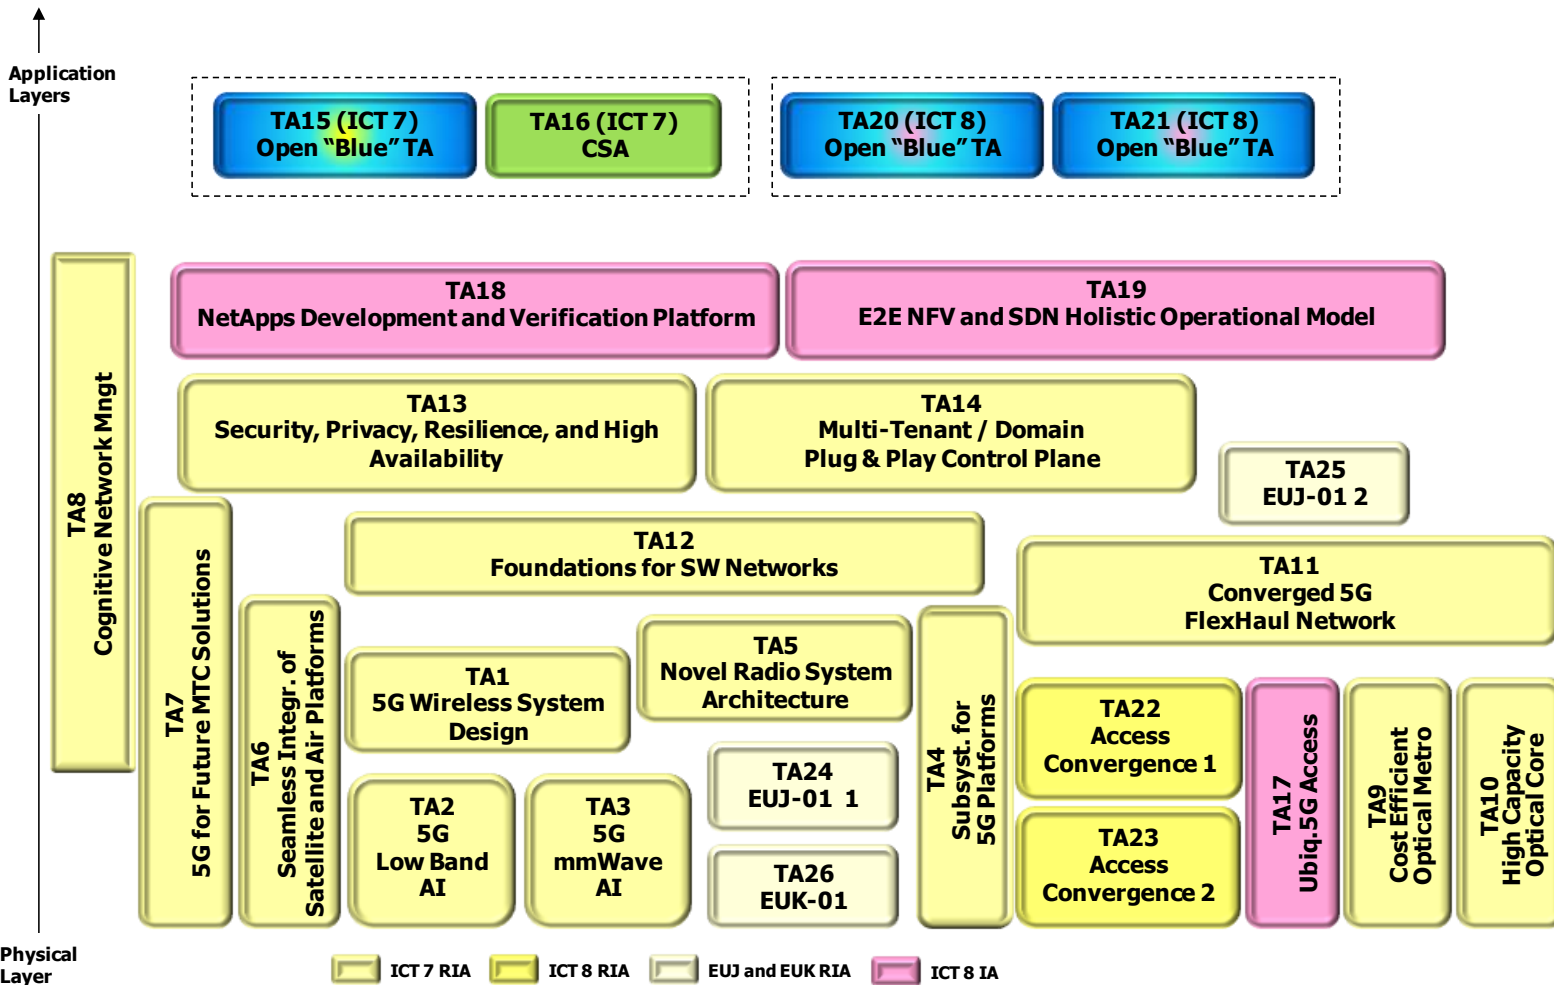 Application
Layers
TA15 (ICT 7)
Open “Blue” TA
TA16 (ICT 7)
CSA
TA20 (ICT 8)
Open “Blue” TA
TA21 (ICT 8)
Open “Blue” TA
TA8
Cognitive Network Mngt
TA18
NetApps Development and Verification Platform
TA19
E2E NFV and SDN Holistic Operational Model
TA13
Security, Privacy, Resilience, and High
Availability
TA14
Multi-Tenant / Domain
Plug & Play Control Plane
TA25
EUJ-01 2
TA7
5G for Future MTC Solutions
TA12
Foundations for SW Networks
TA11
Converged 5G
FlexHaul Network
TA6
Seamless Integr. of
Satellite and Air Platforms
TA1
5G Wireless System
Design
TA5
Novel Radio System
Architecture
TA4
Subsyst. for
5G Platforms
TA22
Access
Convergence 1
TA17
Ubiq.5G Access
TA9
Cost Efficient
Optical Metro
TA10
High Capacity
Optical Core
TA2
5G
Low Band
AI
TA3
5G
mmWave
AI
TA24
EUJ-01 1
TA26
EUK-01
TA23
Access
Convergence 2
Physical
Layer
ICT 7 RIA
ICT 8 RIA
EUJ and EUK RIA
ICT 8 IA